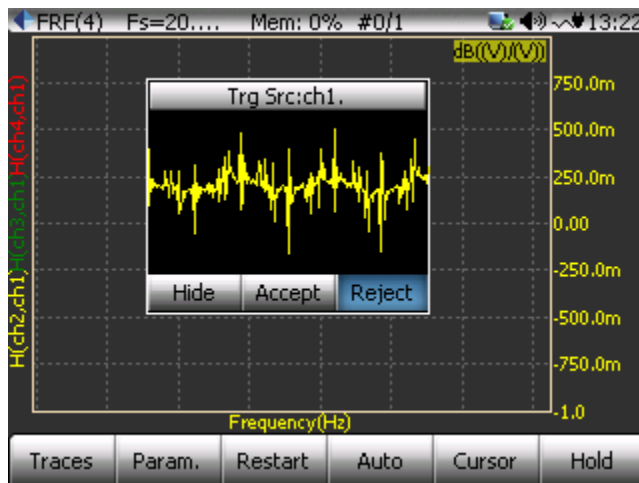 FRF(4) Fs=20.... Mem: 0% #0/1 13:22
dB((V)/(V))
H(ch2,ch1)H(ch3,ch1)H(ch4,ch1)
Trg Src:ch1.
Hide Accept Reject
750.0m
500.0m
250.0m
0.00
-250.0m
-500.0m
-750.0m
-1.0
Frequency(Hz)
Traces Param. Restart Auto Cursor Hold